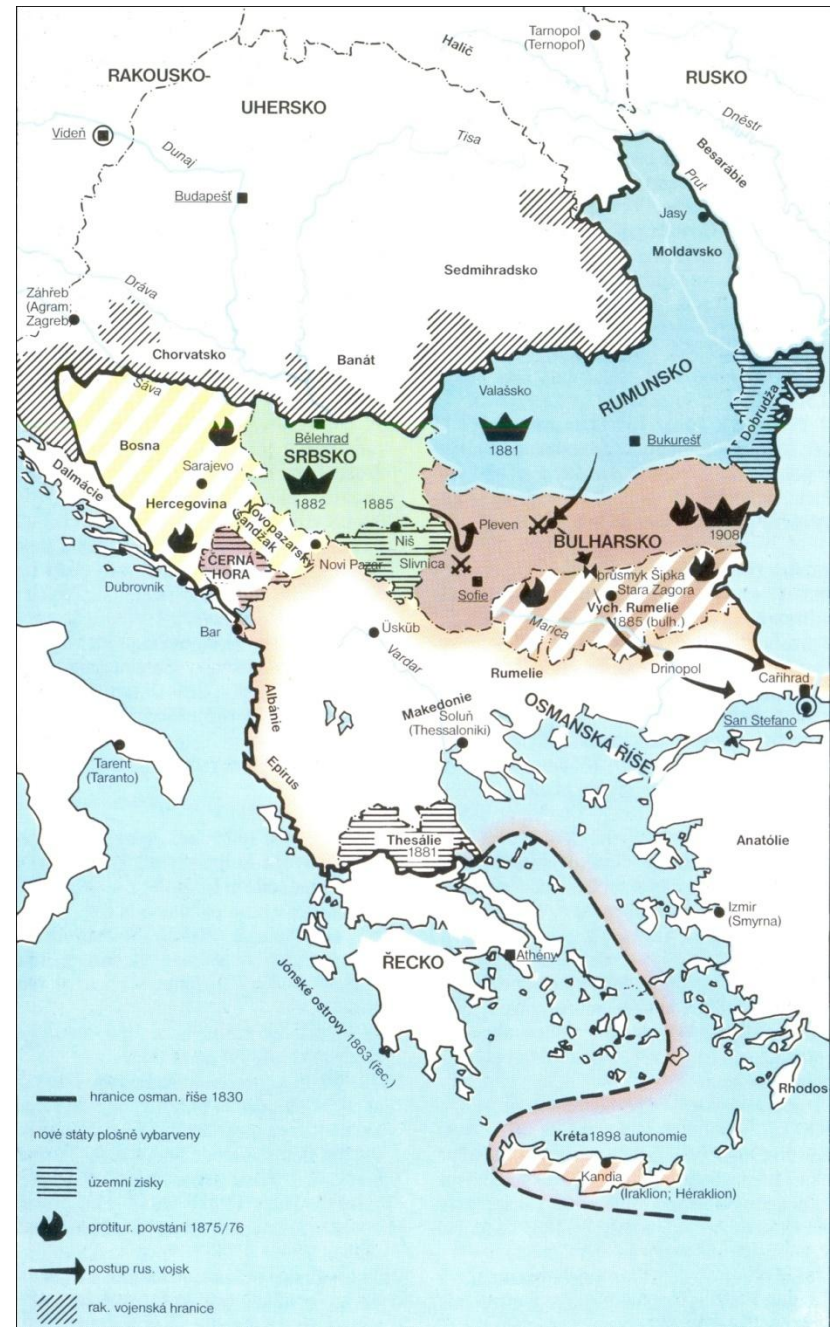 Tarnopol
(Ternopoľ)
Halič
RAKOUSKO-
UHERSKO
RUSKO
Dněstr
Vídeň
Dunaj
Tisa
Besarábie
Prut
Budapešť
Jasy
Moldavsko
Sedmihradsko
Dráva
Záhřeb
(Agram;
Zagreb)
Chorvatsko
Banát
Sáva
Valašsko
RUMUNSKO
Dobrudža
1881
Bukurešť
Bosna
Bělehrad
SRBSKO
Sarajevo
1882
1885
Dalmácie
Hercegovina
Novopazarský
sandžak
Pleven
1908
Niš
BULHARSKO
ČERNÁ
HORA
Novi Pazar
Slivnica
průsmyk Šipka
Dubrovník
Sofie
Stara Zagora
Vých. Rumelie
1885 (bulh.)
Marica
Bar
Üsküb
Vardar
Rumelie
Drinopol
Cařihrad
Albánie
Makedonie
Soluň
(Thessaloniki)
OSMANSKÁ ŘÍŠE
San Stefano
Tarent
(Taranto)
Epirus
Thesálie
1881
Anatólie
Izmir
(Smyrna)
ŘECKO
Athény
Jónské ostrovy 1863 (řec.)
Rhodos
Kréta 1898 autonomie
Kandia
(Iraklion; Héraklion)
hranice osman. říše 1830
nové státy plošně vybarveny
územní zisky
protitur. povstání 1875/76
postup rus. vojsk
rak. vojenská hranice